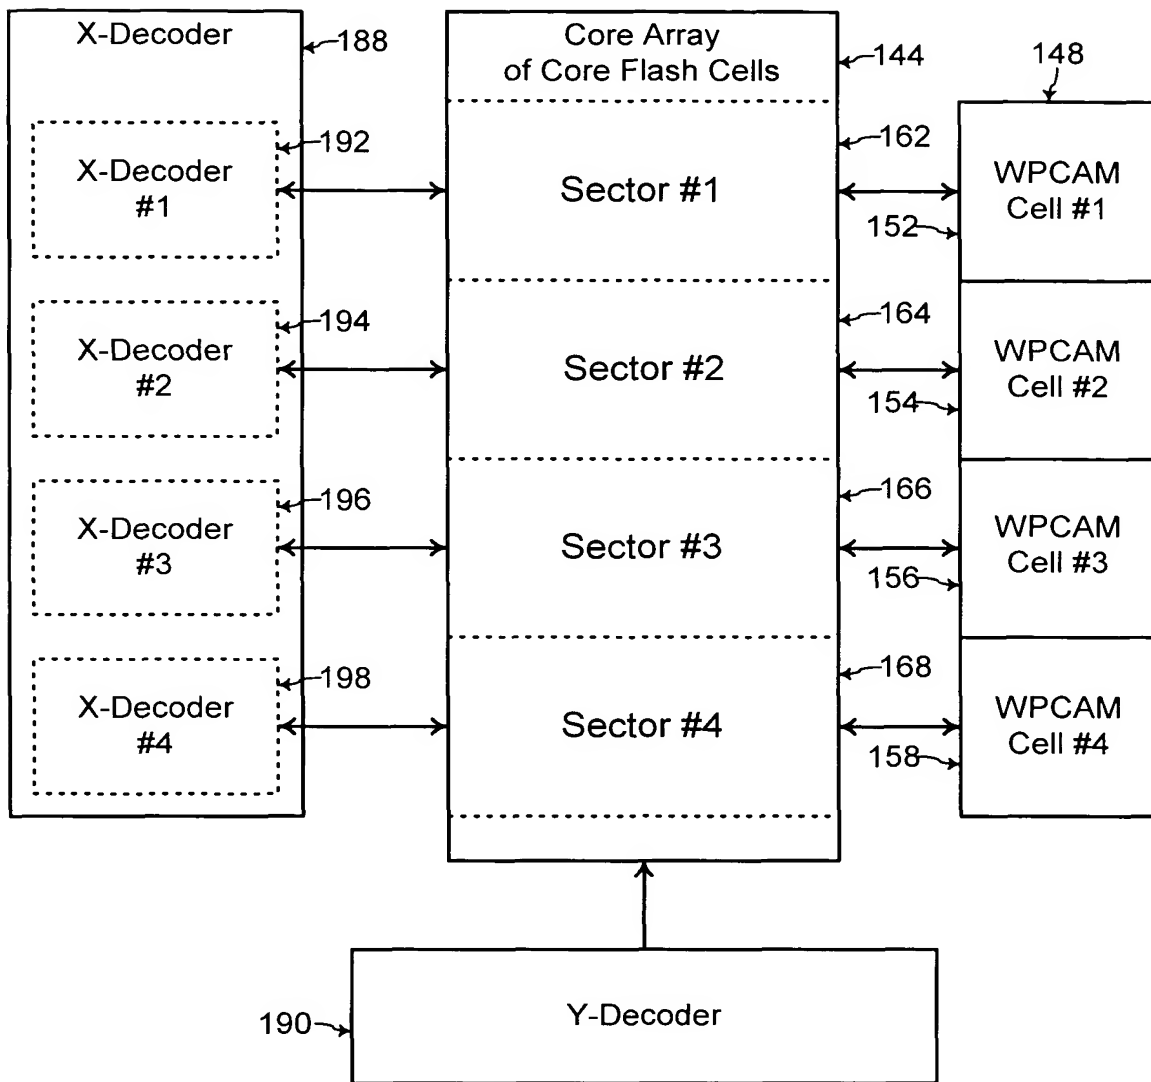 X-Decoder
188
X-Decoder
#1
192
X-Decoder
#2
194
X-Decoder
#3
196
X-Decoder
#4
198
Core Array
of Core Flash Cells
144
Sector #1
162
Sector #2
164
Sector #3
166
Sector #4
168
148
WPCAM
Cell #1
152
WPCAM
Cell #2
154
WPCAM
Cell #3
156
WPCAM
Cell #4
158
Y-Decoder
190